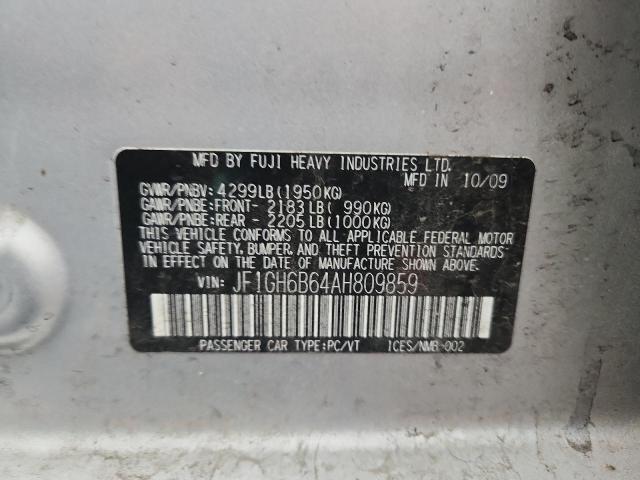 MFD BY FUJI HEAVY INDUSTRIES LTD.
MFD IN 10/09
GVWR/PNBV: 4299LB(1950KG)
GAWR/PNBE:FRONT- 2183LB( 990KG)
GAWR/PNBE:REAR - 2205LB(1000KG)
THIS VEHICLE CONFORMS TO ALL APPLICABLE FEDERAL MOTOR
VEHICLE SAFETY, BUMPER, AND THEFT PREVENTION STANDARDS
IN EFFECT ON THE DATE OF MANUFACTURE SHOWN ABOVE.
VIN: JF1GH6B64AH809859
PASSENGER CAR TYPE:PC/VT ICES/NMB-002